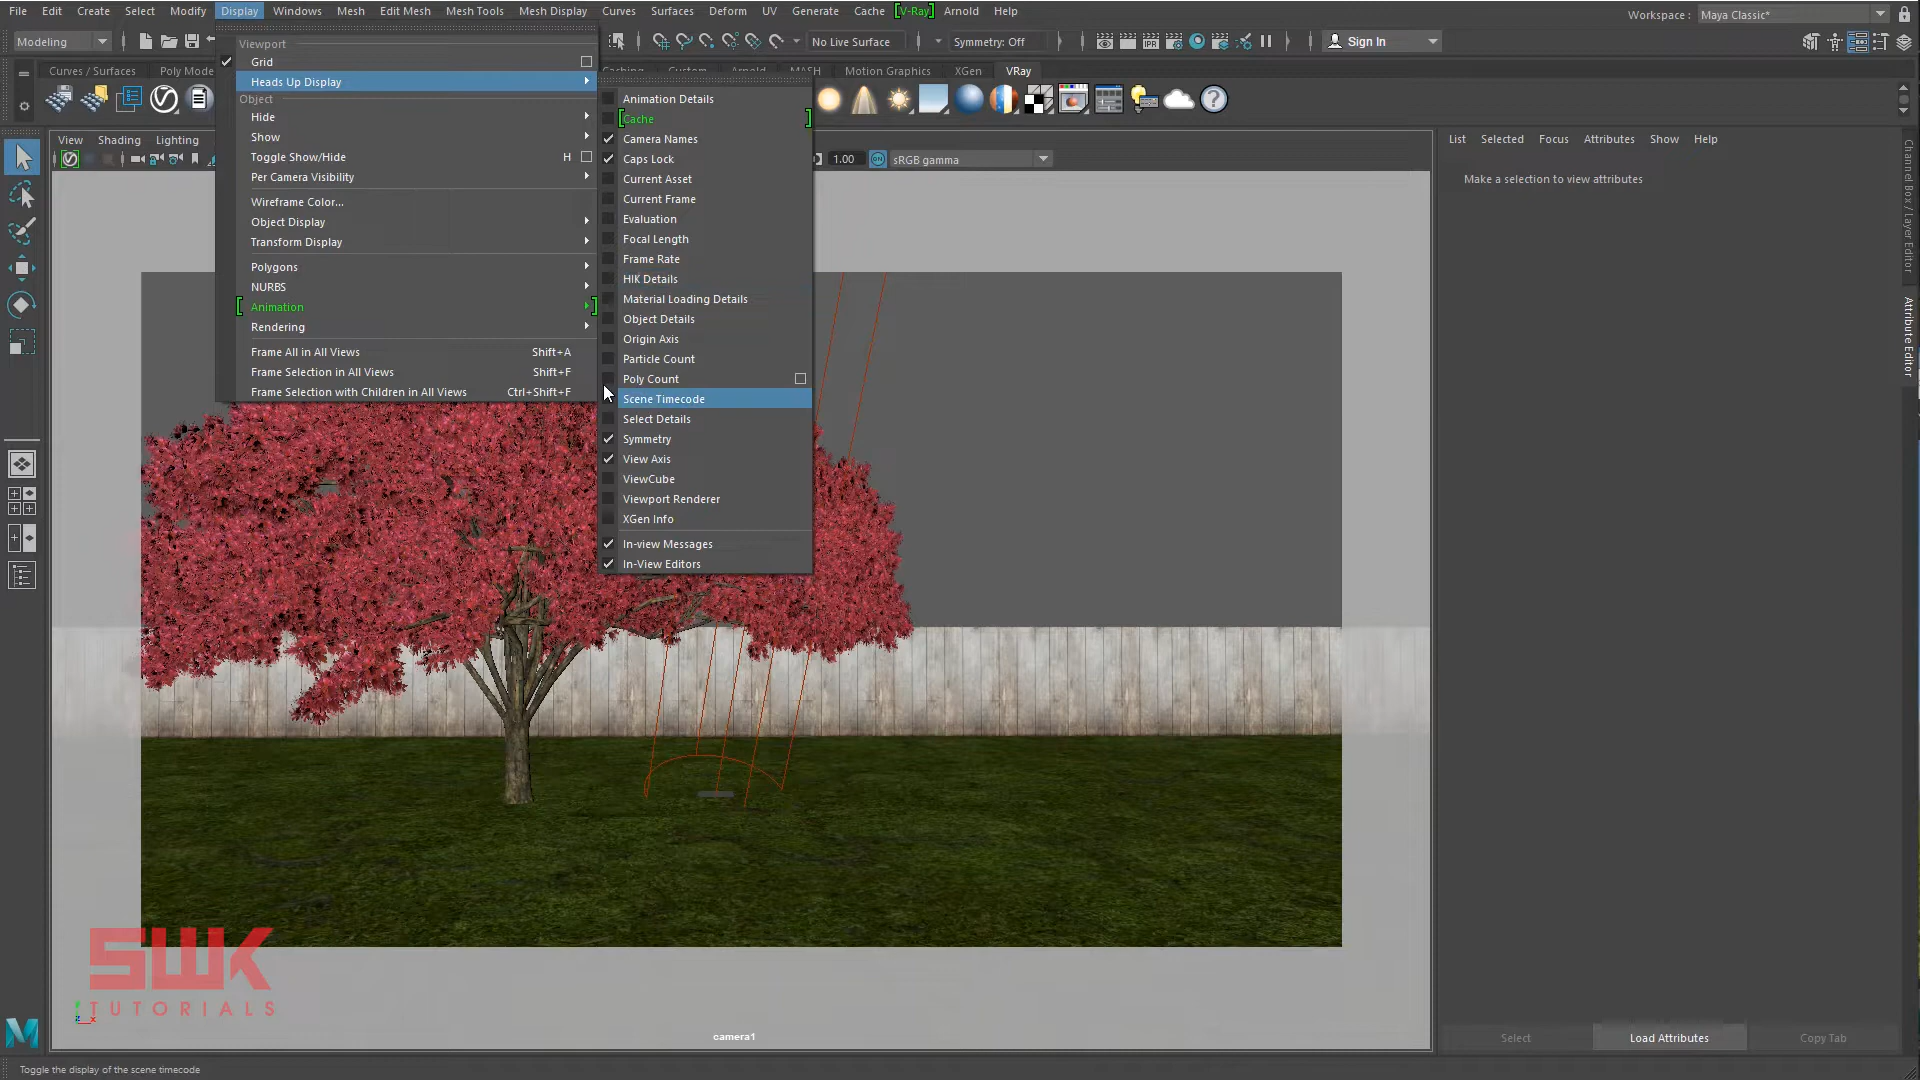 File Edit Create Select Modify Display Windows Mesh Edit Mesh Mesh Tools Mesh Display Curves Surfaces Deform UV Generate Cache [V-Ray] Arnold Help
Workspace : Maya Classic*
Modeling
No Live Surface
Symmetry: Off
IPR
Sign In
Curves / Surfaces
Poly Mode
Custom
Arnold
MASH
Motion Graphics
XGen
VRay
Viewport
Grid
Heads Up Display
Object
Hide
Show
Toggle Show/Hide H
Per Camera Visibility
Wireframe Color...
Object Display
Transform Display
Polygons
NURBS
Animation
Rendering
Frame All in All Views Shift+A
Frame Selection in All Views Shift+F
Frame Selection with Children in All Views Ctrl+Shift+F
Animation Details
Cache
Camera Names
Caps Lock
Current Asset
Current Frame
Evaluation
Focal Length
Frame Rate
HIK Details
Material Loading Details
Object Details
Origin Axis
Particle Count
Poly Count
Scene Timecode
Select Details
Symmetry
View Axis
ViewCube
Viewport Renderer
XGen Info
In-view Messages
In-View Editors
View Shading Lighting
1.00
ON
sRGB gamma
List Selected Focus Attributes Show Help
Make a selection to view attributes
Channel Box / Layer Editor
Attribute Editor
SWK
TUTORIALS
camera1
Select
Load Attributes
Copy Tab
Toggle the display of the scene timecode